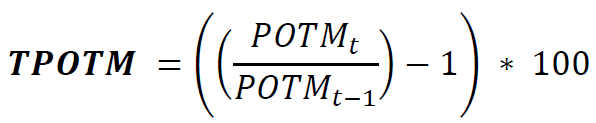 TPOTM = ((POTM_t / POTM_{t-1}) - 1) * 100